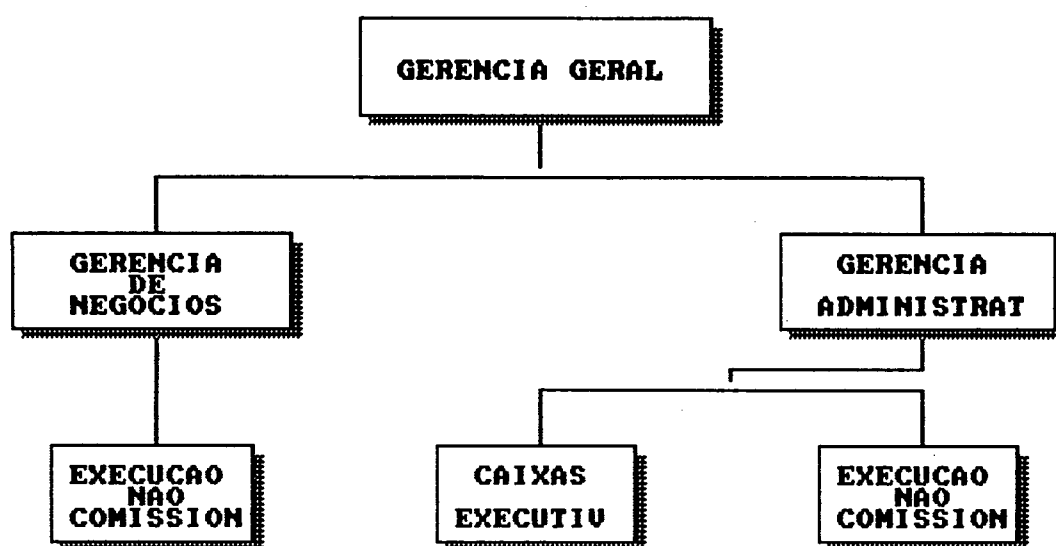 GERENCIA GERAL
GERENCIA
DE
NEGOCIOS
GERENCIA
ADMINISTRAT
EXECUCAO
NAO
COMISSION
CAIXAS
EXECUTIV
EXECUCAO
NAO
COMISSION